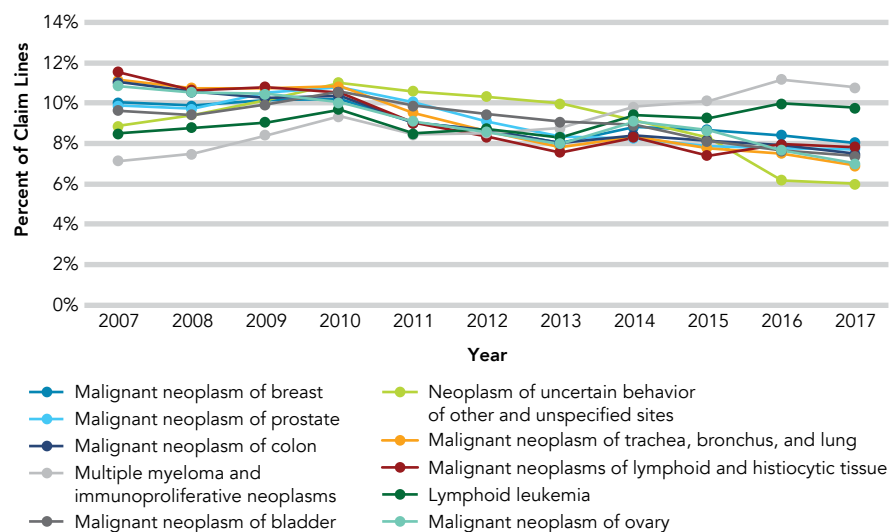 14%
12%
10%
8%
6%
4%
2%
0%
Percent of Claim Lines
2007 2008 2009 2010 2011 2012 2013 2014 2015 2016 2017
Year
Malignant neoplasm of breast
Malignant neoplasm of prostate
Malignant neoplasm of colon
Multiple myeloma and
immunoproliferative neoplasms
Malignant neoplasm of bladder
Neoplasm of uncertain behavior
of other and unspecified sites
Malignant neoplasm of trachea, bronchus, and lung
Malignant neoplasms of lymphoid and histiocytic tissue
Lymphoid leukemia
Malignant neoplasm of ovary